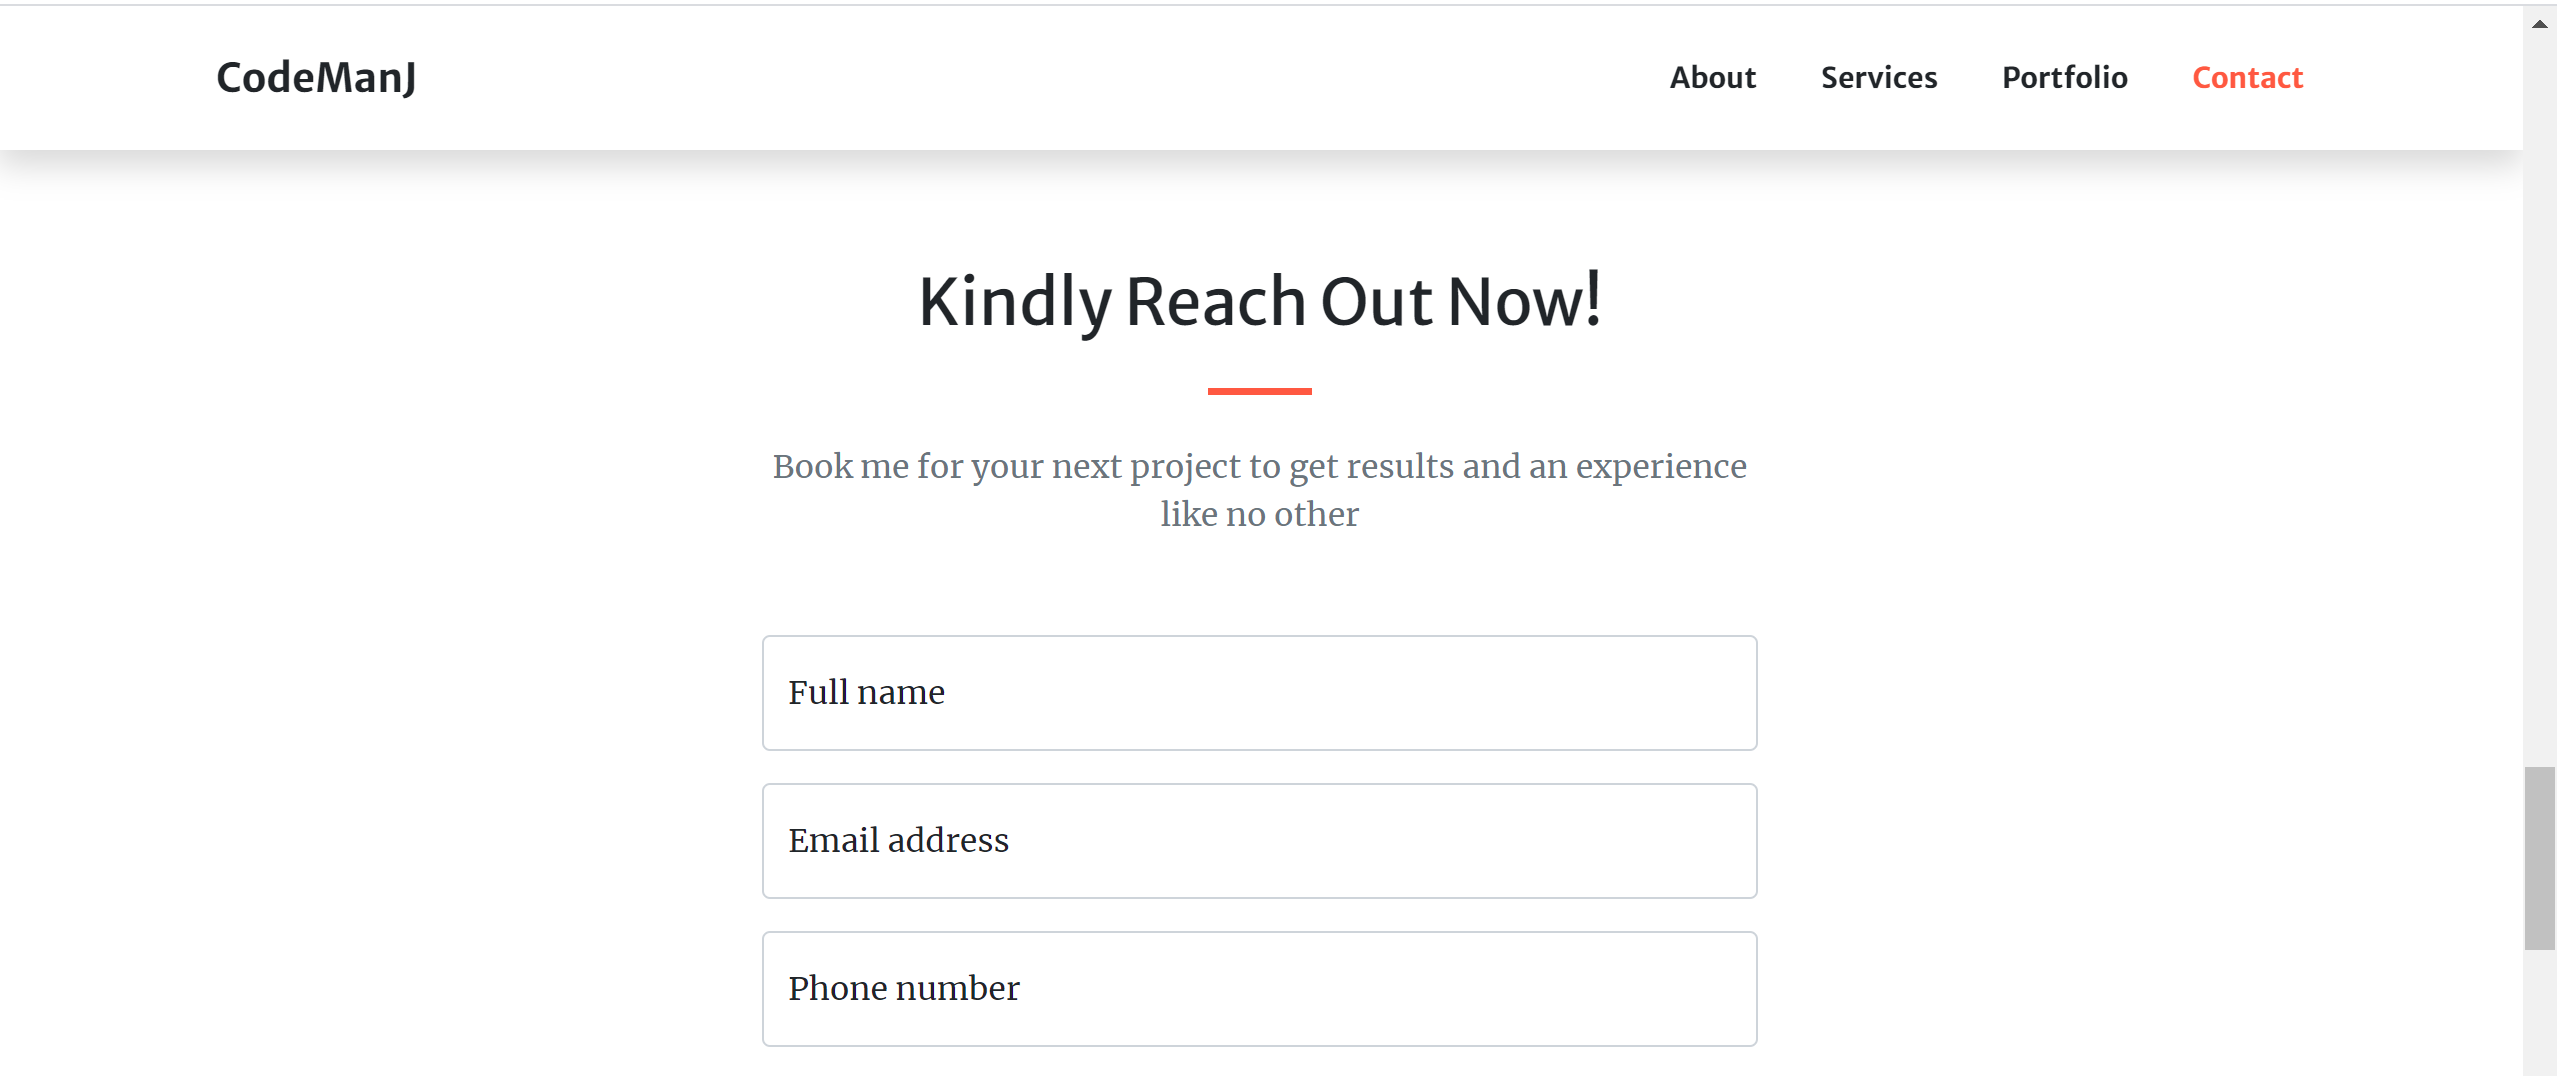 CodeManJ
About Services Portfolio Contact
Kindly Reach Out Now!
Book me for your next project to get results and an experience
like no other
Full name
Email address
Phone number